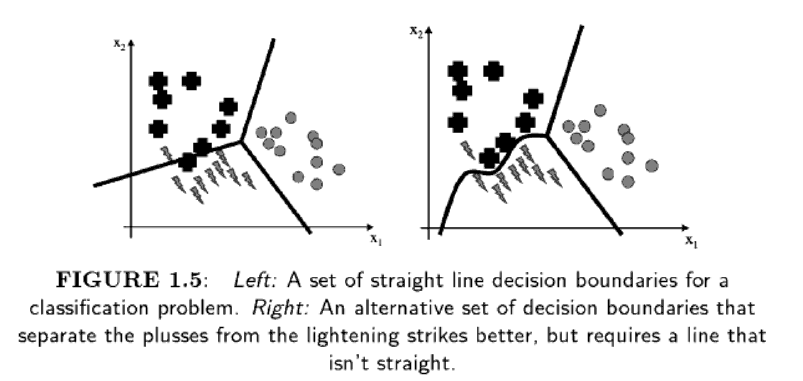 x₂
x₁
x₂
x₁
FIGURE 1.5: Left: A set of straight line decision boundaries for a
classification problem. Right: An alternative set of decision boundaries that
separate the plusses from the lightening strikes better, but requires a line that
isn't straight.